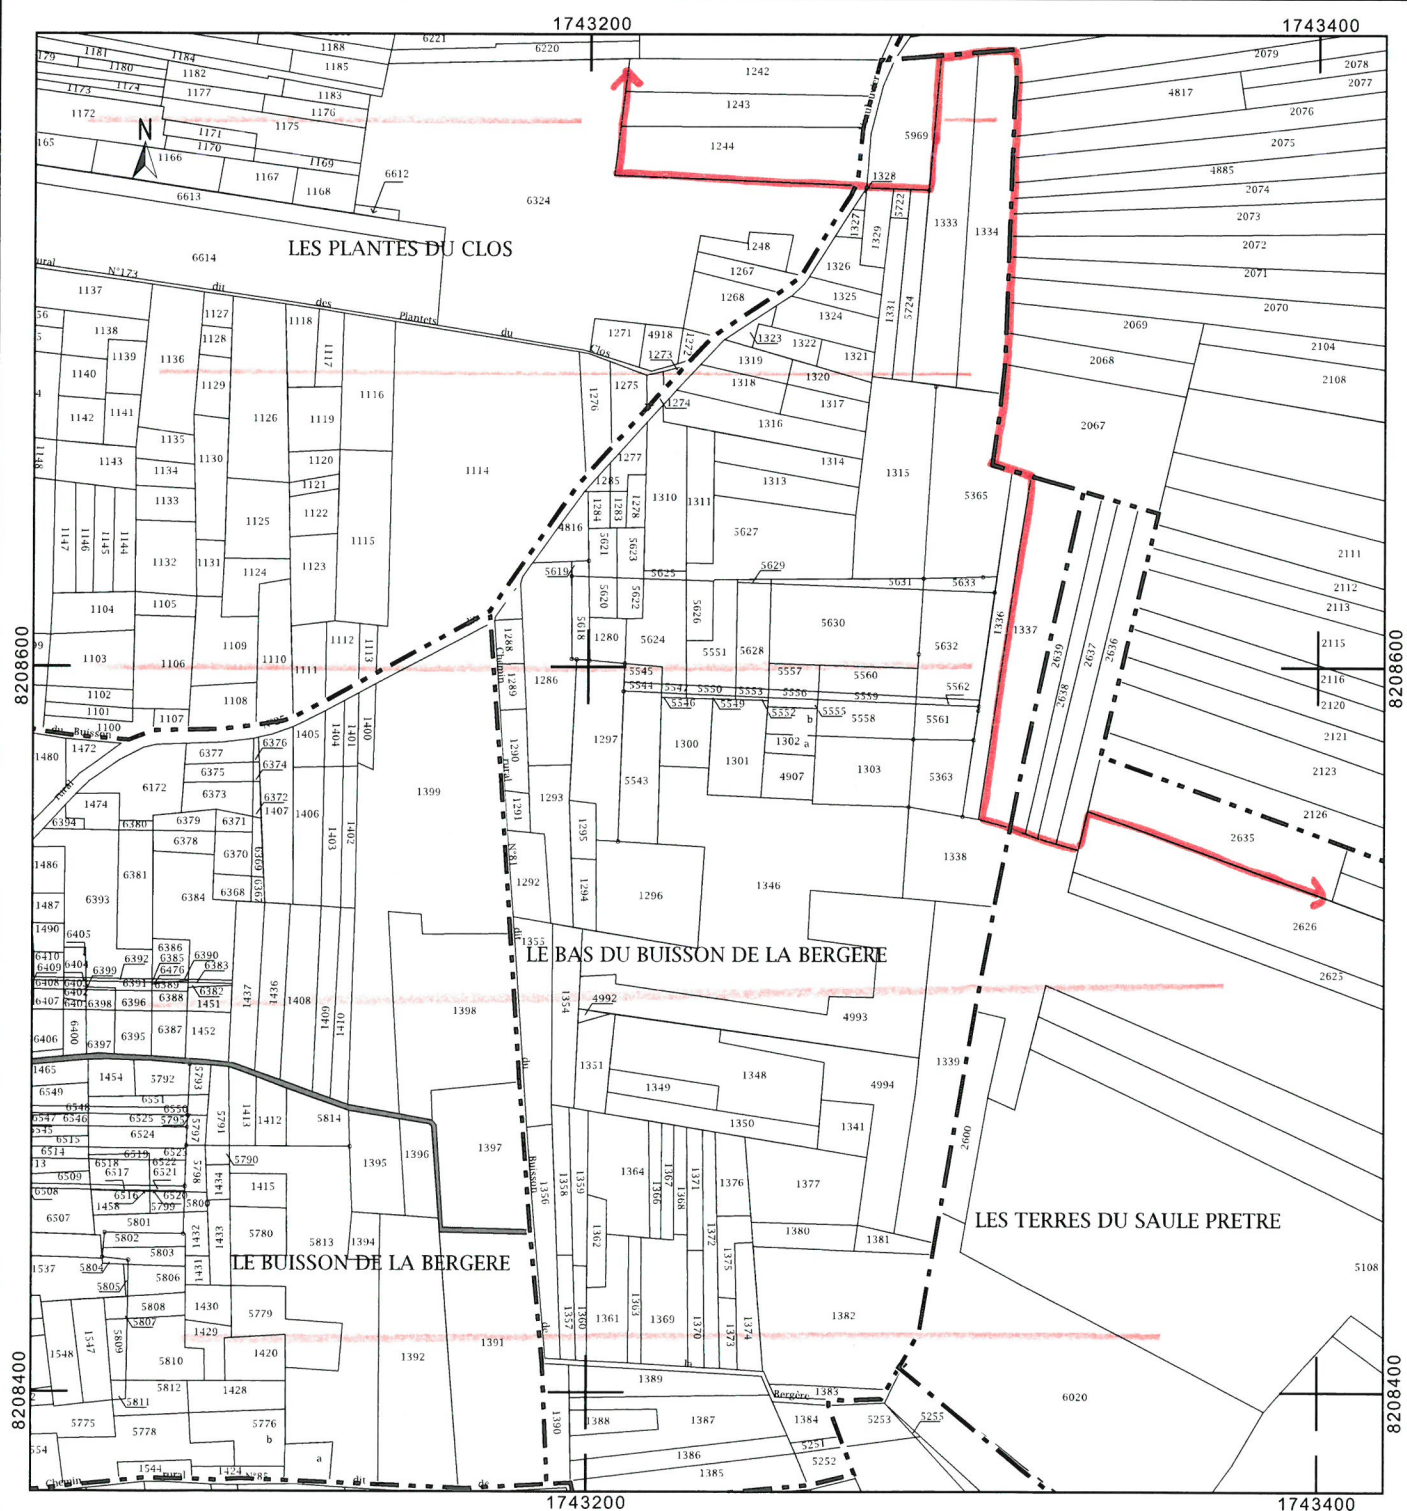 1743200 1743400
6221 6220
1188 1185
1181 1184
1180 1182
1173 1174 1177 1183
1172 1175 1176
1171 1170 1169
N
1166 1167 1168
6613 6612
1242
1243
1244
5969
2079 2078 2077
4817 2076
2075
4885
2074
2073
2072
2071
2070
2069 2104
2068 2108
2067
6324
1328
LES PLANTES DU CLOS
6614
N°173 dit des Plantets du Clos
1327 1329 5722 1333 1334
1248 1326
1267 1325
1268 1324 1331 5724
1137 1127 1118
1138 1128 1117
1139 1136
1140 1129 1116
1142 1141 1126 1119
1135 1130
1148 1143 1134 1120
1133 1121
1125 1122
1147 1146 1145 1144
1132 1131 1124 1123 1115
1114
1271 4918 1272 1273
1323 1322 1321
1319 1320
1275 1318 1317
1276 1274 1316
1277 1314 1315
1285 1310 1311 1313 5365
1284 1283 1278
4816 5621 5623 5627
5619 5625 5629 5631 5633
5620 5622 5626
1104 1105
1103 1106 1109 1110 1111 1112 1113
1102 1108
1101 1107
1100
1288 5618 1280 5624 5551 5628 5630 5632
1336 1337 2639 2638 2637 2636
2111
2112
2113
2115
2116
2120
2121
2123
2126
2635
8208600 8208600
1289 1286 5545 5557 5560
5544 5547 5550 5553 5556 5559 5562
5546 5549 5552 5555 5558 5561
b
1302 a
1290 1297 1300 1301 4907 1303 5363
5543
du Buisson
1480 1472 6377 6376 1405 1404 1401 1400
rural
6375 6374
6172 6373 6372
1474 1407 1406 1403 1402 1399
6394 6380 6379 6371
6378
1486 6381 6370 6369
1487 6393 6384 6368 6367
1490
6405
Chemin rural N°81 dit du Buisson de la Bergère
1291 1293 1295
1292 1294 1296 1346 1338
1355
2626
2625
LE BAS DU BUISSON DE LA BERGERE
6386 6385 6390
6410 6409 6404 6399 6392 6476 6383
6408 6391 6389 6382
6407 6398 6396 6388 1451
6406 6400 6397 6395 6387 1452
1437 1436 1408 1409 1410 1398
1354 4992 4993
1351 1348 1339
1349 4994
1350 1341
1465 1454 5792 5793
6549 6551
6548 6550
6547 6546 6525 5795
6524
6515 6514 6519 6523
6518 6522
6517 6521
6509 6508 6516 6520
1458 5799 5800
6507 5801
5802
5803
1537 5804 5806
5805
5808
5807
5797 5791 1413 1412 5814
5798 5790
1434 1415
1432 1433 5780 5813 1394
1395 1396 1397
1431
1356 1358 1359 1364 1366 1367 1368 1371 1376 1377
1362 1372 1380 1381
1375
2600
LES TERRES DU SAULE PRETRE
5108
LE BUISSON DE LA BERGERE
1430 5779
1429
1548 1547 5809 5810 1420
1392 1391
1357 1360 1361 1363 1369 1370 1373 1374
1382
8208400 8208400
5812 1428
5811
5775 5778 5776
b
a
1544 1424
Chemin rural N°85 dit de
1389 1383
1390 1388 1387 1384 5253 5255
5251
1386 5252
1385
6020
1743200 1743400